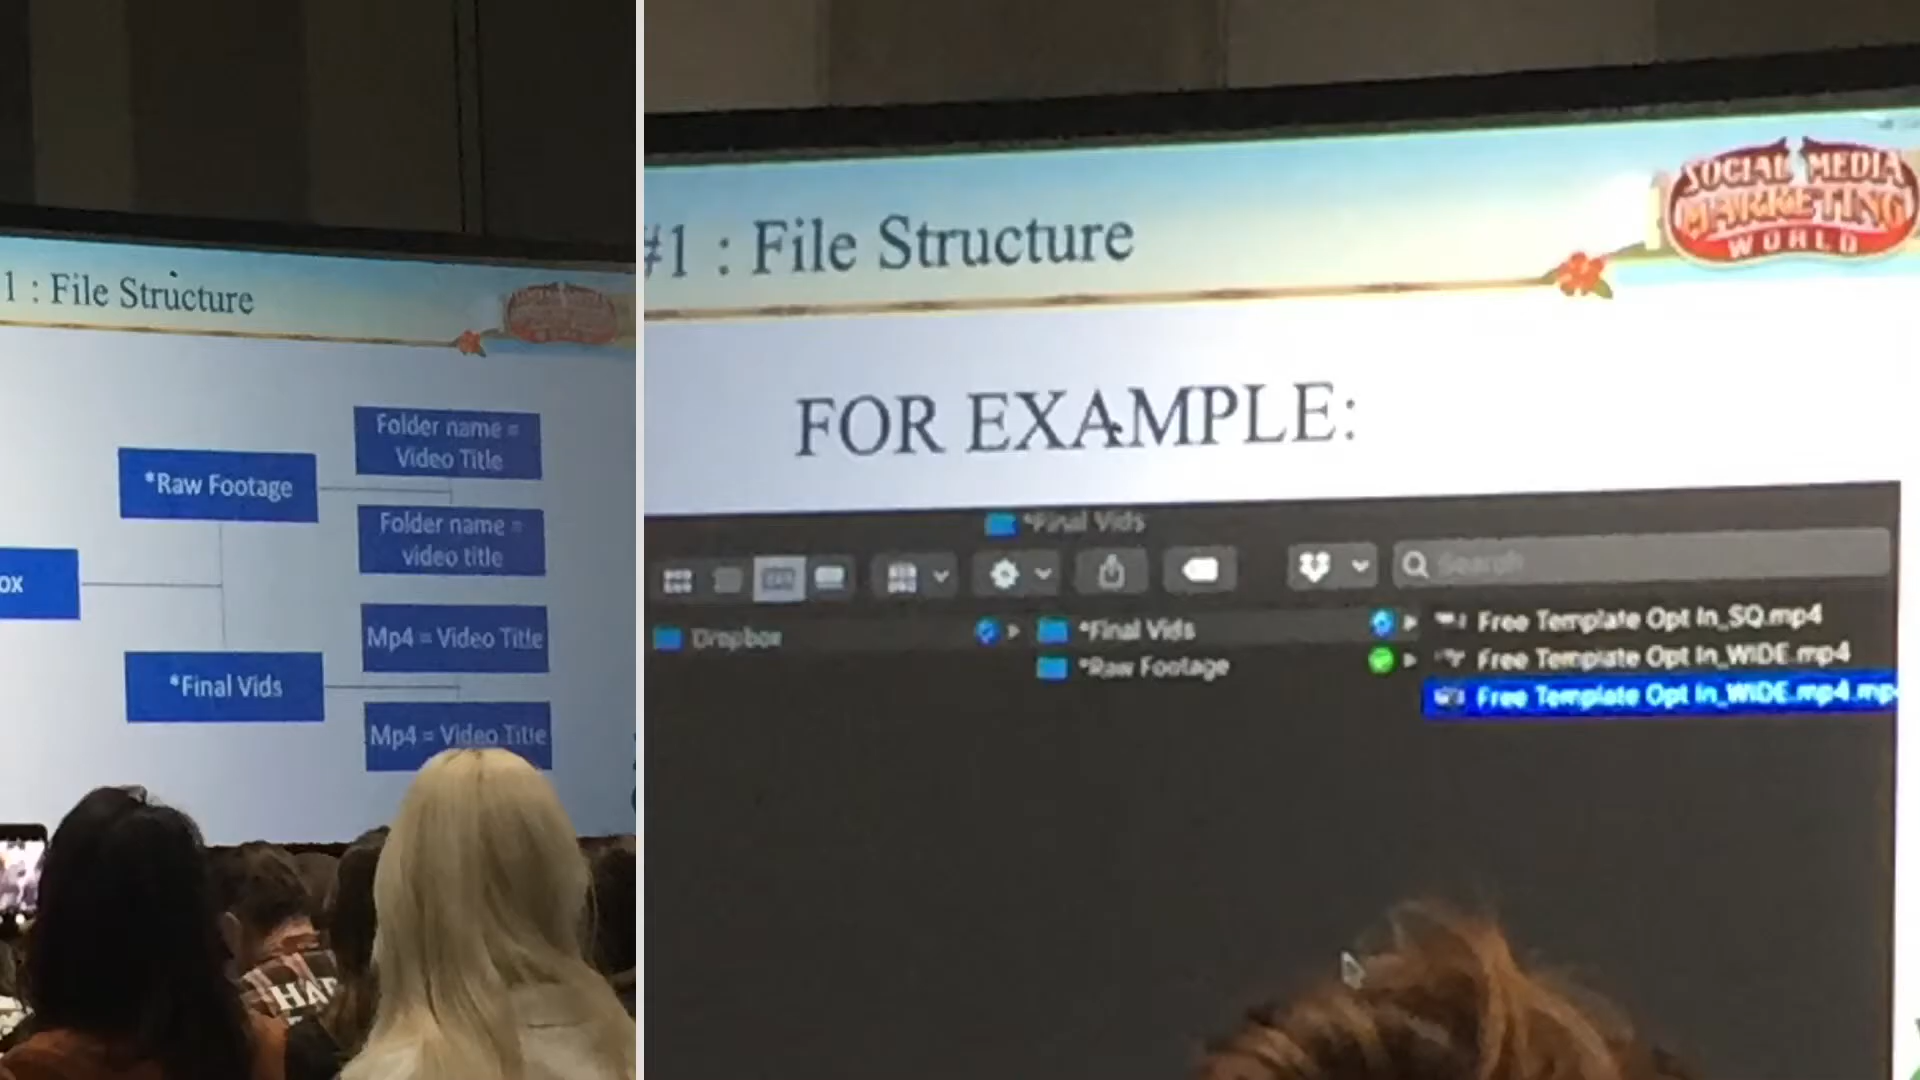 1 : File Structure
Folder name =
Video Title
*Raw Footage
Folder name =
video title
ox
Mp4 = Video Title
*Final Vids
Mp4 = Video Title
HAR
#1 : File Structure
SOCIAL MEDIA
MARKETING
WORLD
FOR EXAMPLE:
*Final Vids
Search
Dropbox
*Final Vids
*Raw Footage
Free Template Opt In_SQ.mp4
Free Template Opt In_WIDE.mp4
Free Template Opt In_WIDE.mp4.mp